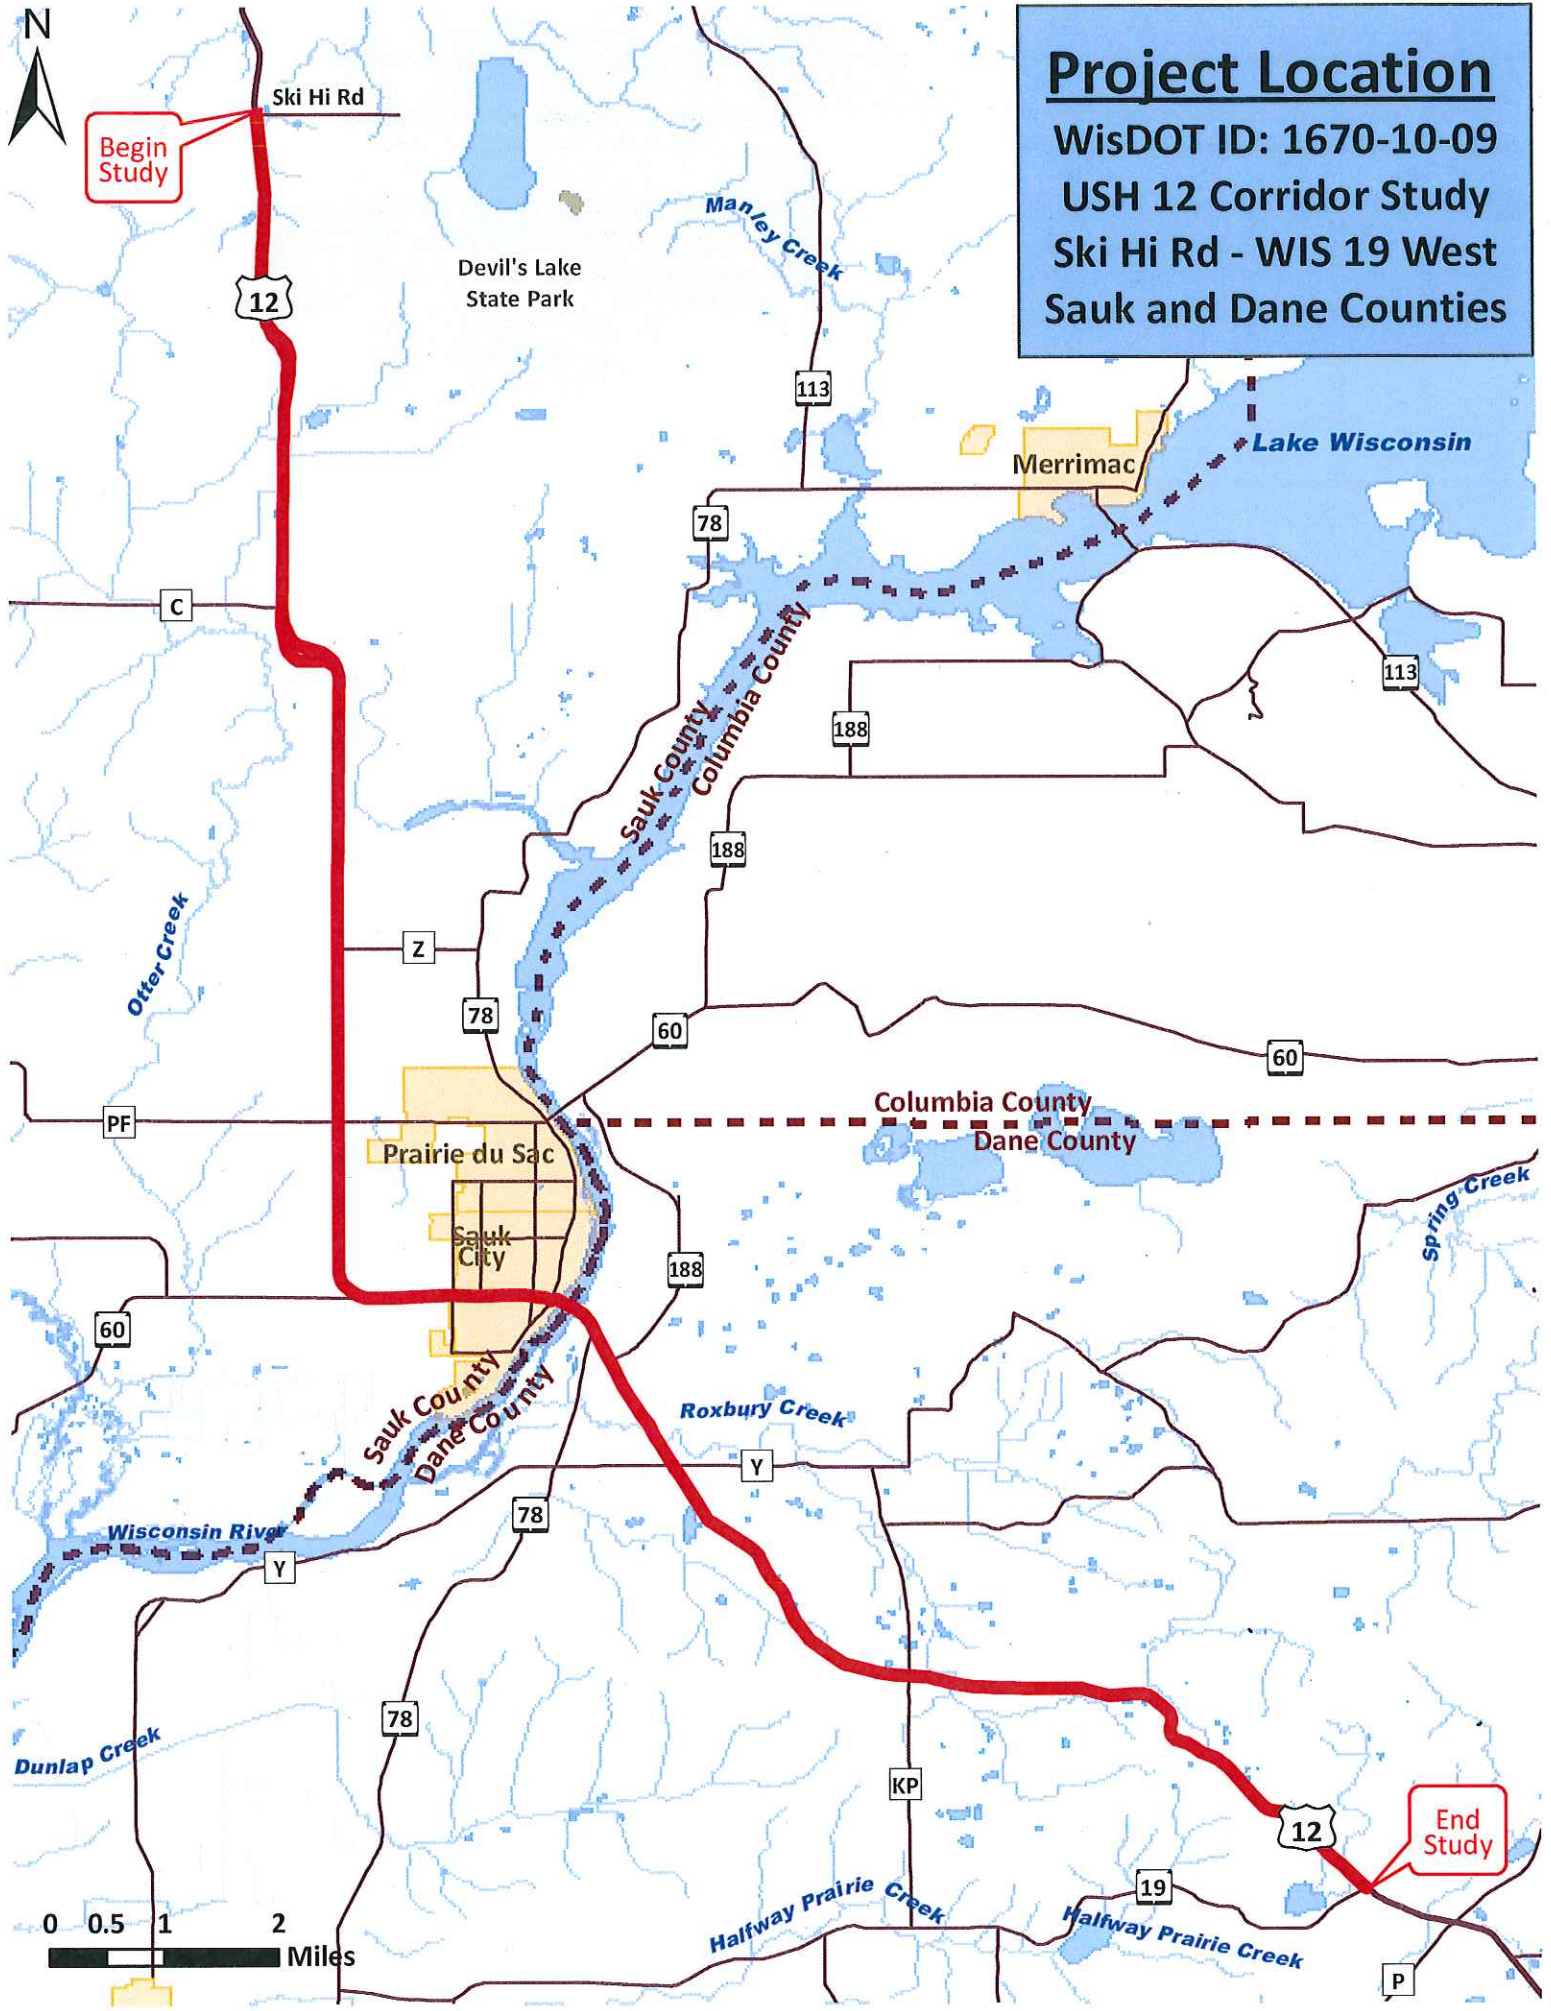 N
Ski Hi Rd
Begin
Study
Project Location
WisDOT ID: 1670-10-09
USH 12 Corridor Study
Ski Hi Rd - WIS 19 West
Sauk and Dane Counties
Manley Creek
Devil's Lake
State Park
12
113
Lake Wisconsin
Merrimac
78
C
Sauk County
Columbia County
113
188
188
Otter Creek
Z
78
60
60
PF
Columbia County
Dane County
Prairie du Sac
Spring Creek
Sauk
City
188
60
Sauk County
Dane County
Roxbury Creek
Y
78
Wisconsin River
Y
78
Dunlap Creek
KP
12
End
Study
19
Halfway Prairie Creek
Halfway Prairie Creek
0 0.5 1 2
Miles
P